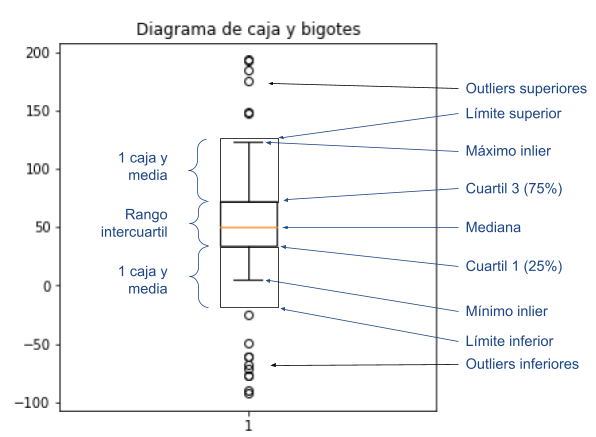 Diagrama de caja y bigotes
200
150
100
50
0
−50
−100
1
1 caja y
media
Rango
intercuartil
1 caja y
media
Outliers superiores
Límite superior
Máximo inlier
Cuartil 3 (75%)
Mediana
Cuartil 1 (25%)
Mínimo inlier
Límite inferior
Outliers inferiores